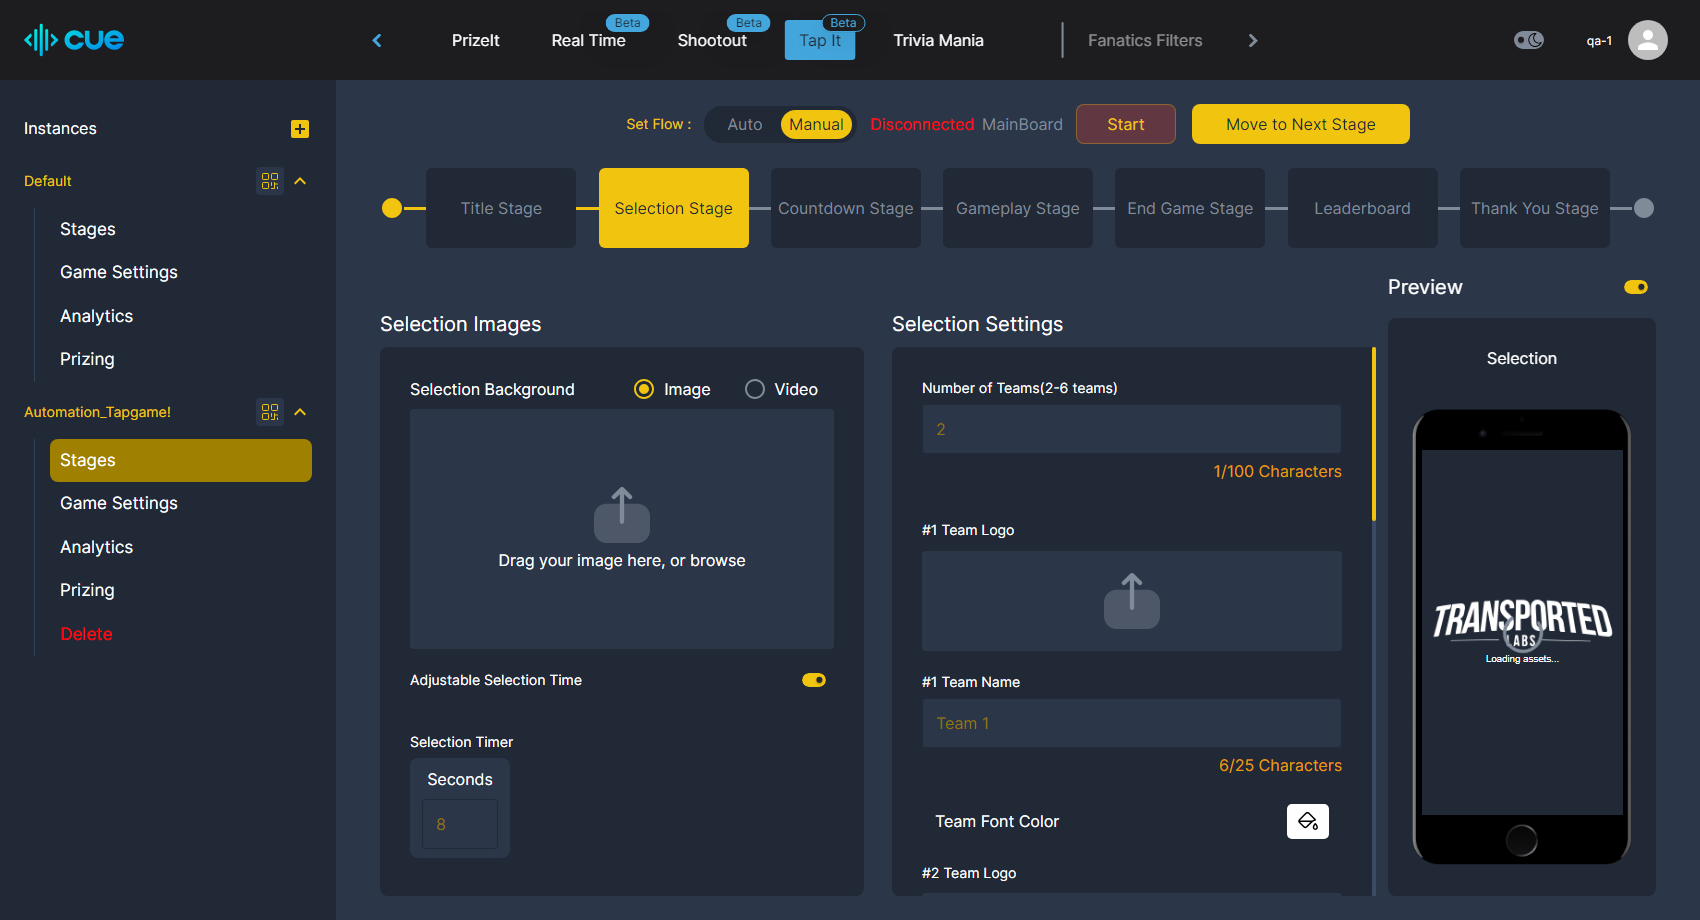 cue
PrizeIt
Real Time
Beta
Shootout
Beta
Tap It
Beta
Trivia Mania
Fanatics Filters
qa-1
Instances
Default
Stages
Game Settings
Analytics
Prizing
Automation_Tapgame!
Stages
Game Settings
Analytics
Prizing
Delete
Set Flow :
Auto
Manual
Disconnected MainBoard
Start
Move to Next Stage
Title Stage
Selection Stage
Countdown Stage
Gameplay Stage
End Game Stage
Leaderboard
Thank You Stage
Selection Images
Selection Background
Image
Video
Drag your image here, or browse
Adjustable Selection Time
Selection Timer
Seconds
8
Selection Settings
Number of Teams(2-6 teams)
2
1/100 Characters
#1 Team Logo
#1 Team Name
Team 1
6/25 Characters
Team Font Color
#2 Team Logo
Preview
Selection
TRANSPORTED
LABS
Loading assets...